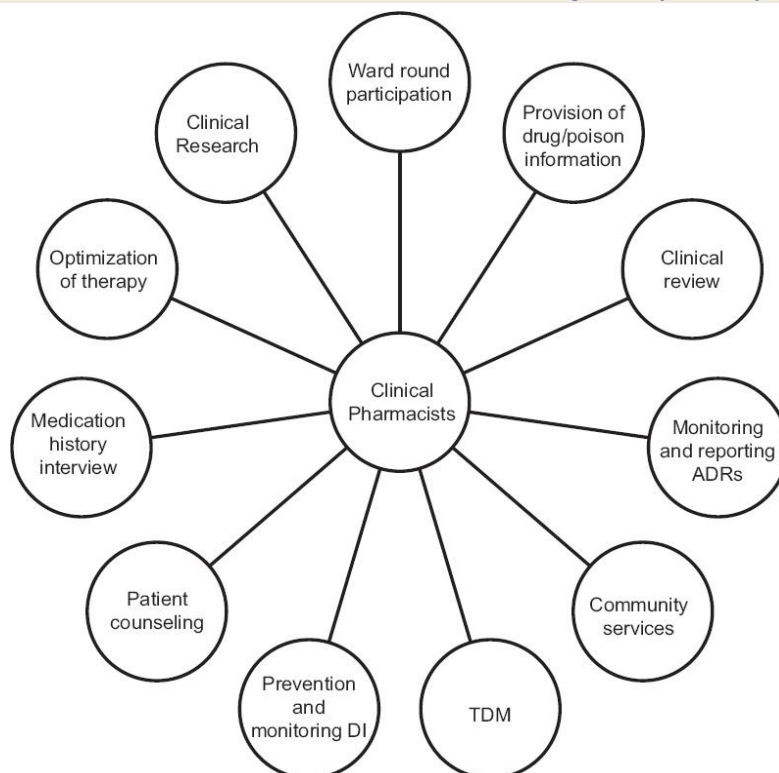 Ward round
participation
Provision of
drug/poison
information
Clinical
review
Monitoring
and reporting
ADRs
Community
services
TDM
Prevention
and
monitoring DI
Patient
counseling
Medication
history
interview
Optimization
of therapy
Clinical
Research
Clinical
Pharmacists